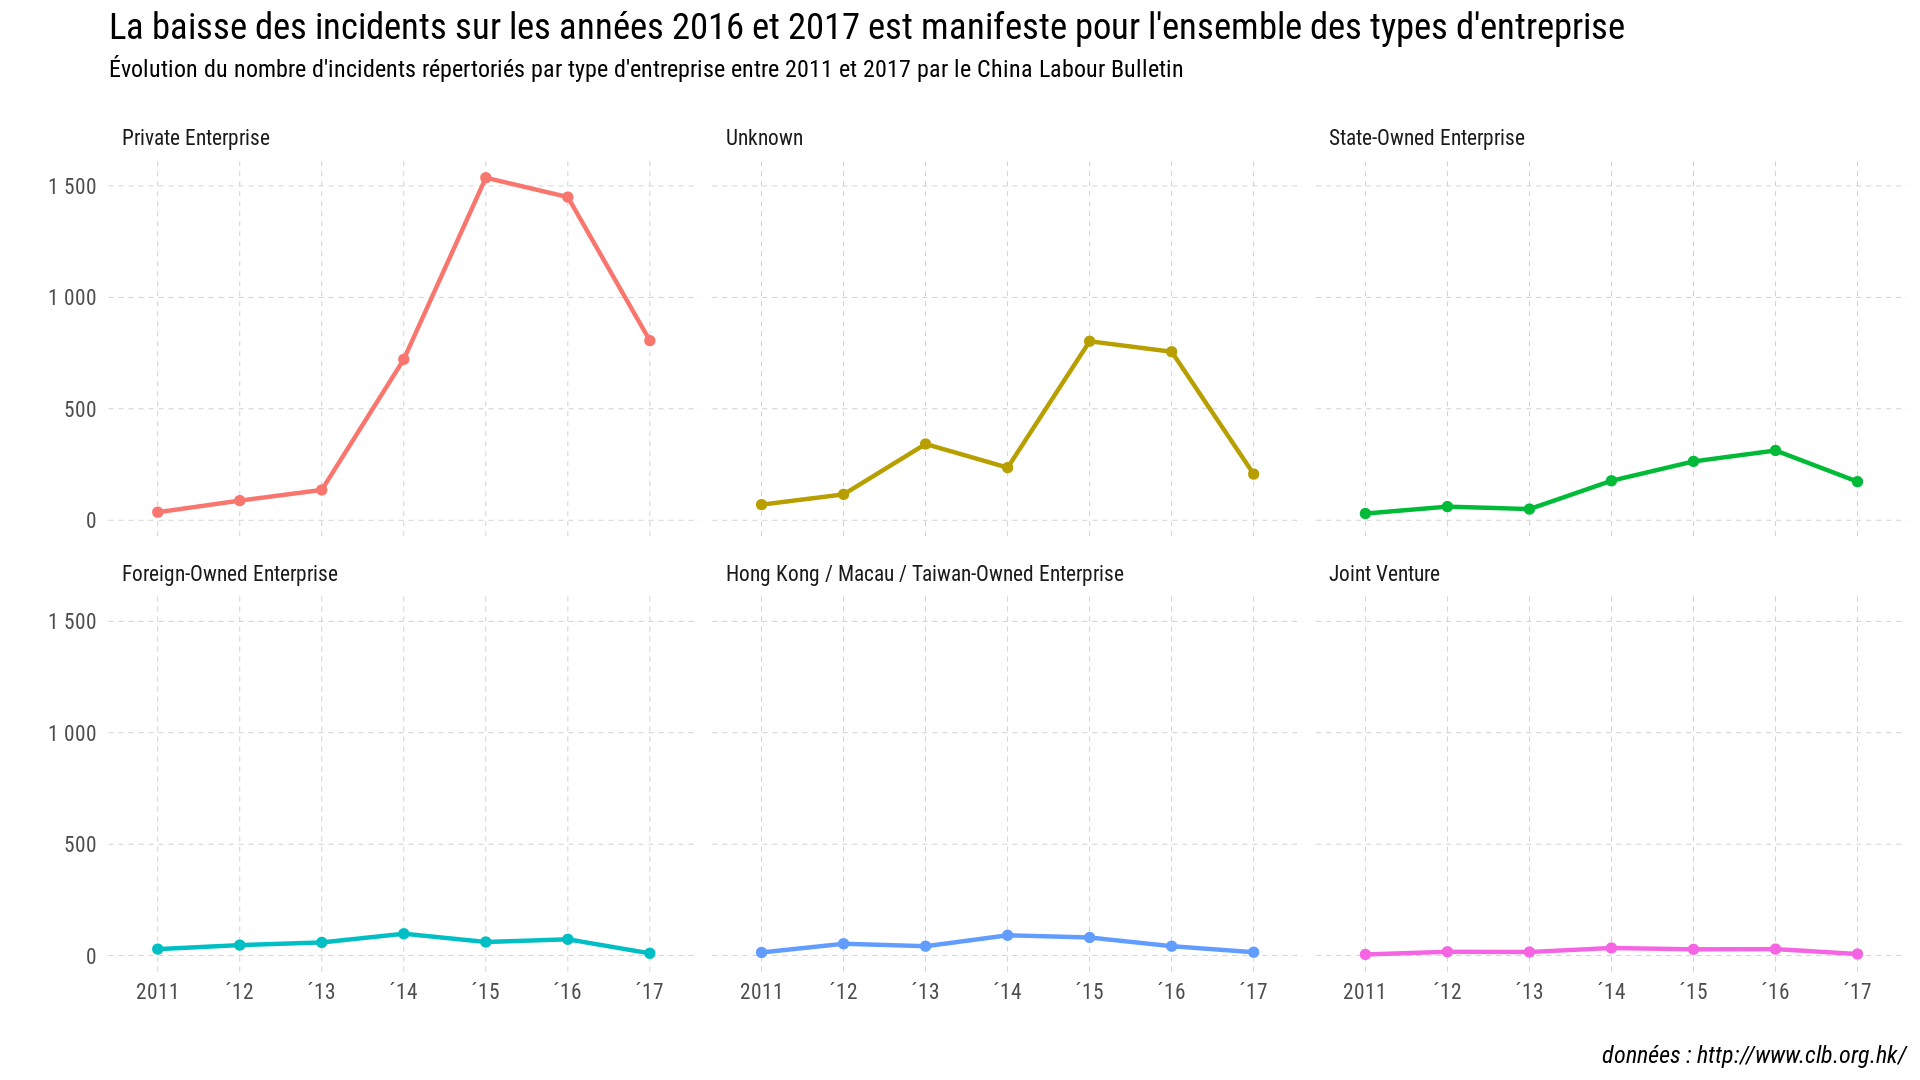 La baisse des incidents sur les années 2016 et 2017 est manifeste pour l'ensemble des types d'entreprise
Évolution du nombre d'incidents répertoriés par type d'entreprise entre 2011 et 2017 par le China Labour Bulletin
Private Enterprise
Unknown
State-Owned Enterprise
1 500
1 000
500
0
Foreign-Owned Enterprise
Hong Kong / Macau / Taiwan-Owned Enterprise
Joint Venture
1 500
1 000
500
0
2011 ´12 ´13 ´14 ´15 ´16 ´17
2011 ´12 ´13 ´14 ´15 ´16 ´17
2011 ´12 ´13 ´14 ´15 ´16 ´17
données : http://www.clb.org.hk/